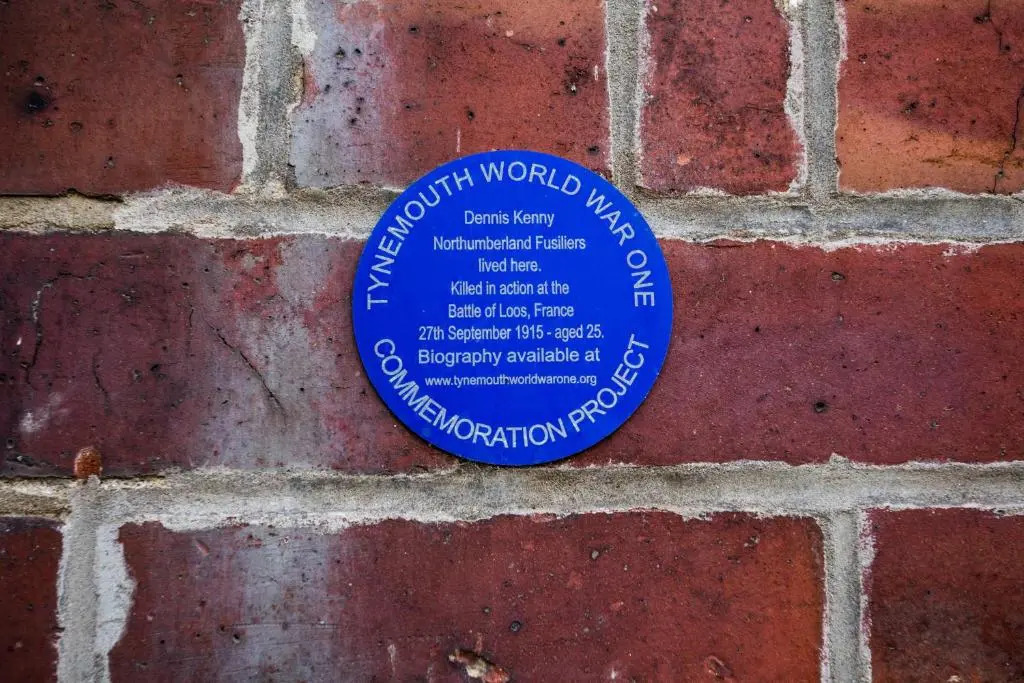 TYNEMOUTH WORLD WAR ONE
Dennis Kenny
Northumberland Fusiliers
lived here.
Killed in action at the
Battle of Loos, France
27th September 1915 - aged 25.
Biography available at
www.tynemouthworldwarone.org
COMMEMORATION PROJECT